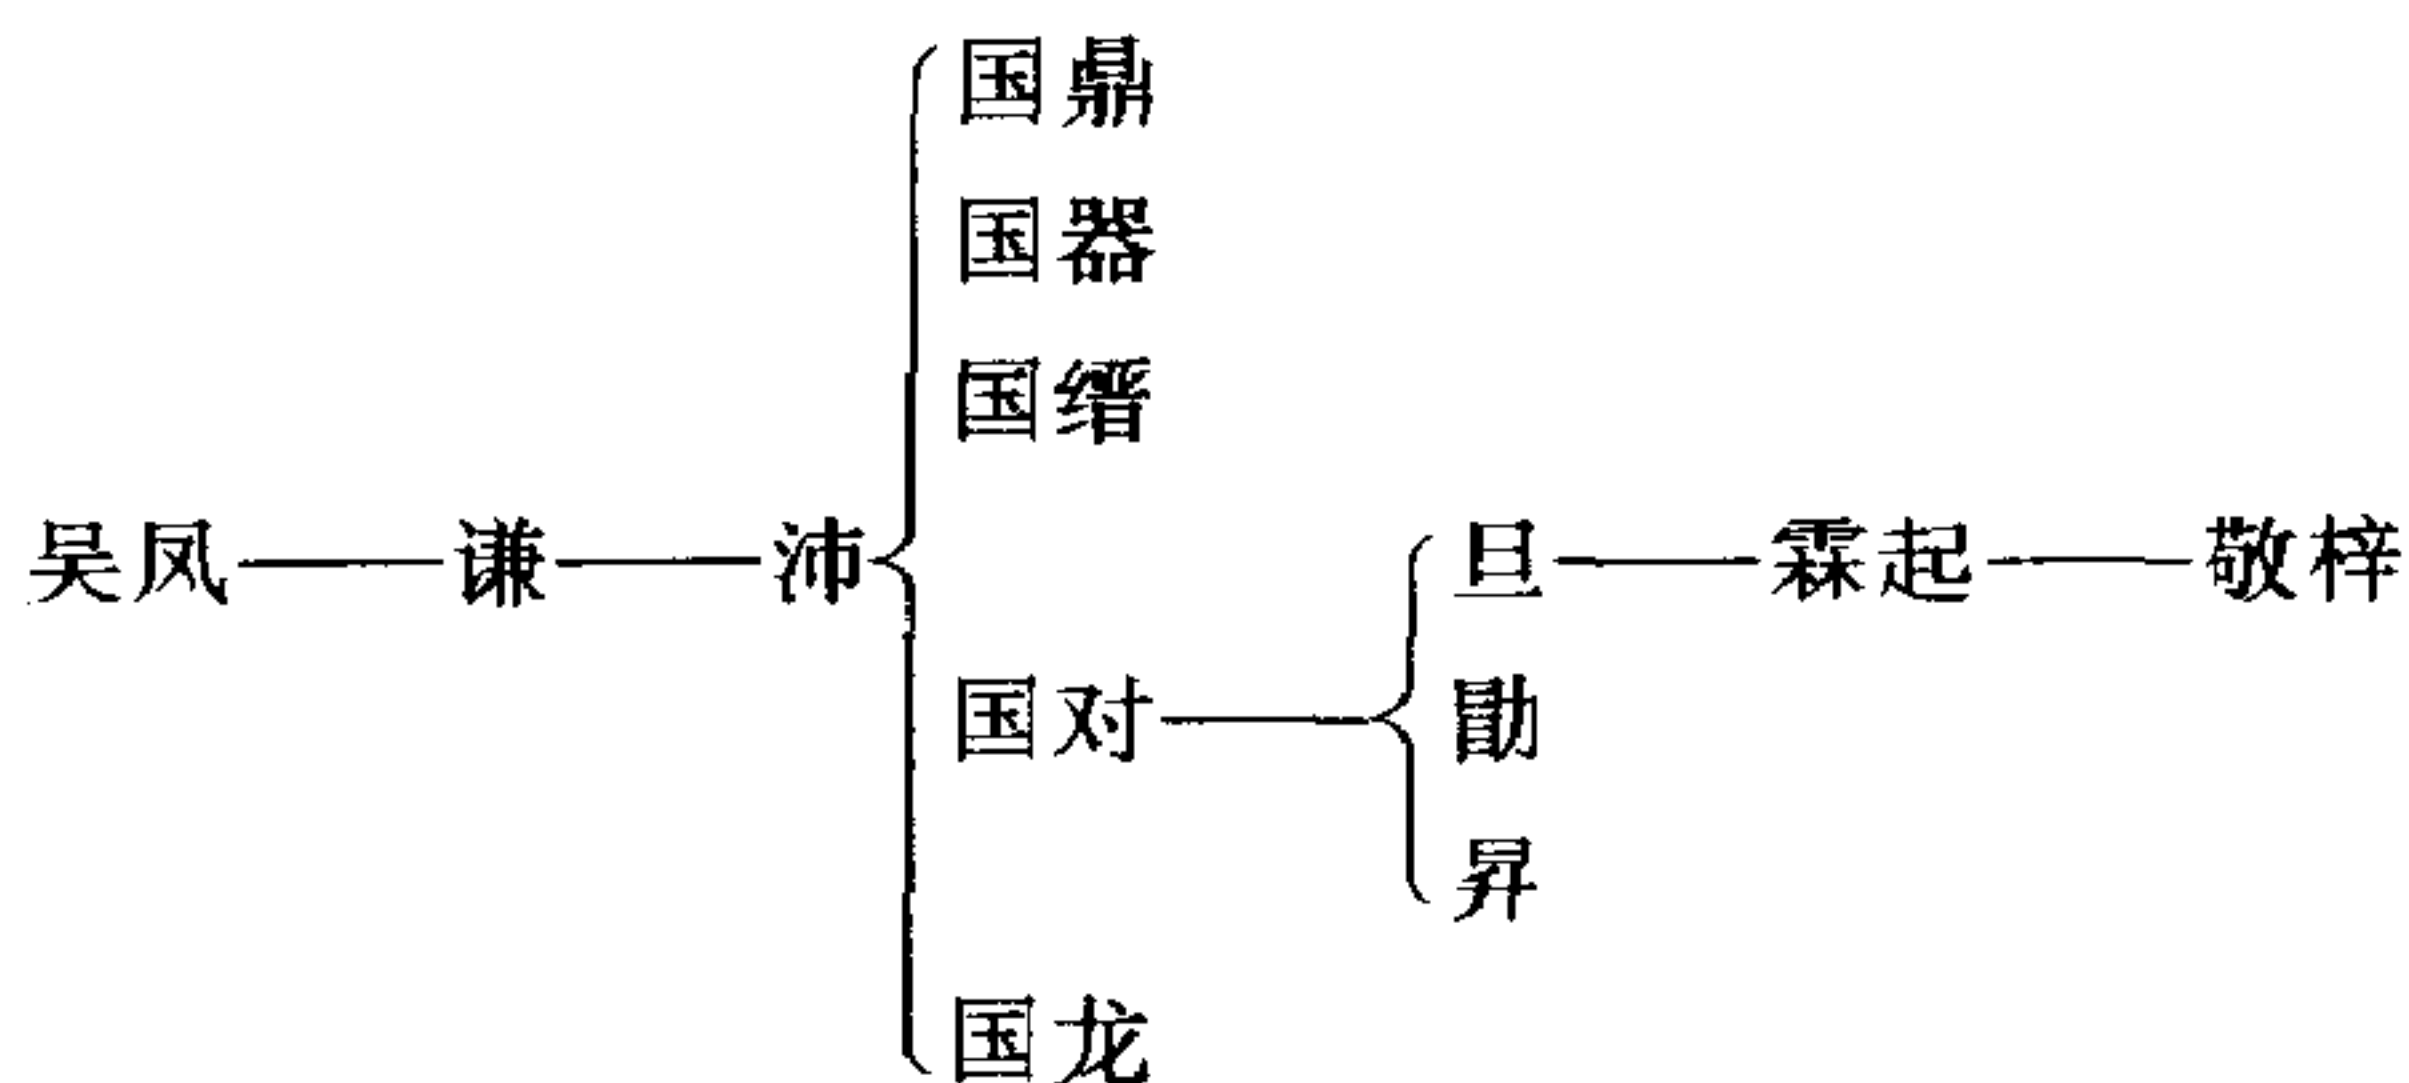 国鼎
国器
国缙
吴凤——谦——沛 旦——霖起——敬梓
国对—— 勖
昇
国龙